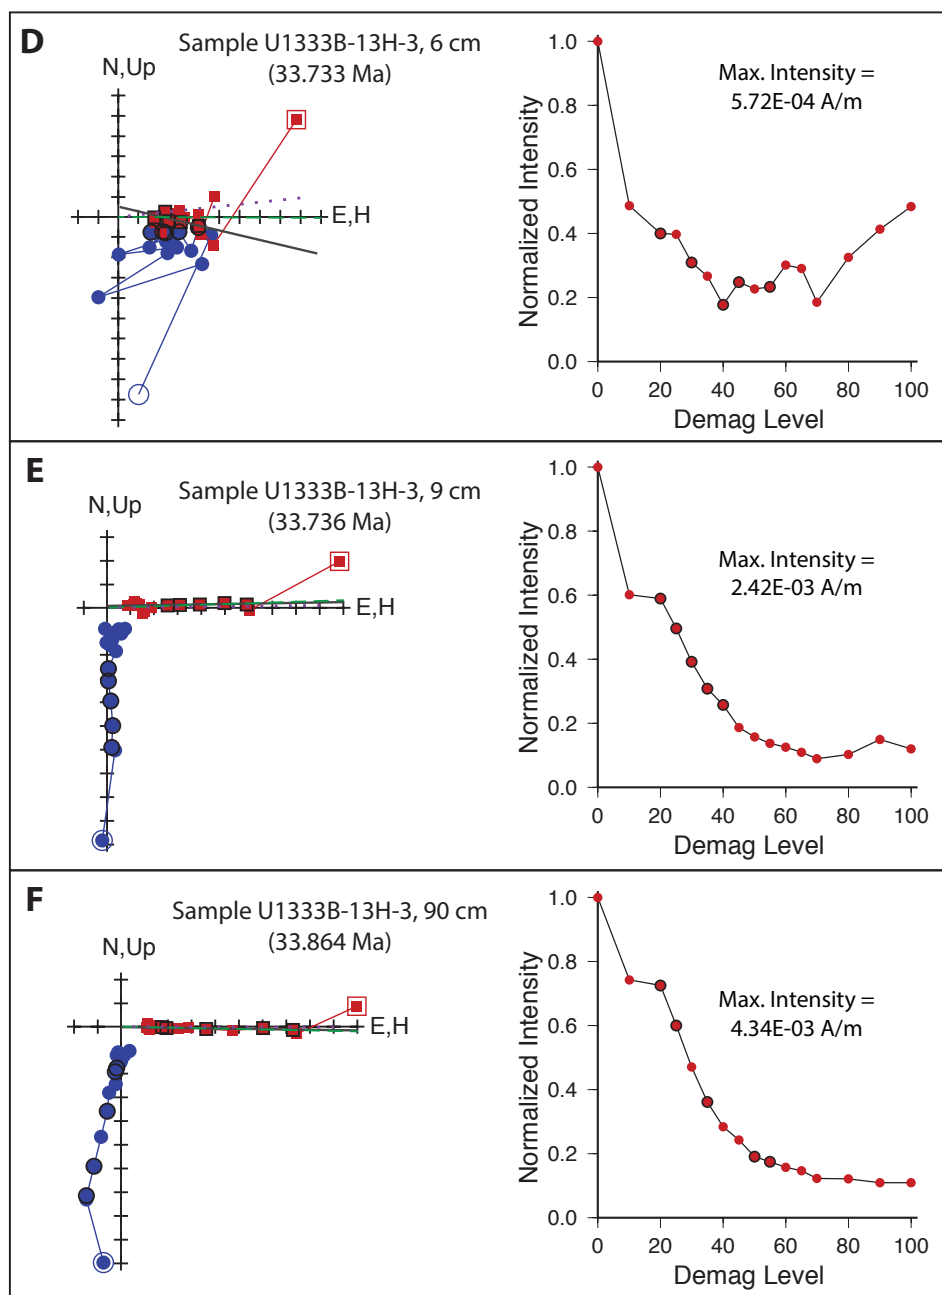 D
Sample U1333B-13H-3, 6 cm
(33.733 Ma)
N,Up
E,H
Max. Intensity =
5.72E-04 A/m
Normalized Intensity
1.0
0.8
0.6
0.4
0.2
0.0
0 20 40 60 80 100
Demag Level
E
Sample U1333B-13H-3, 9 cm
(33.736 Ma)
N,Up
E,H
Max. Intensity =
2.42E-03 A/m
Normalized Intensity
1.0
0.8
0.6
0.4
0.2
0.0
0 20 40 60 80 100
Demag Level
F
Sample U1333B-13H-3, 90 cm
(33.864 Ma)
N,Up
E,H
Max. Intensity =
4.34E-03 A/m
Normalized Intensity
1.0
0.8
0.6
0.4
0.2
0.0
0 20 40 60 80 100
Demag Level